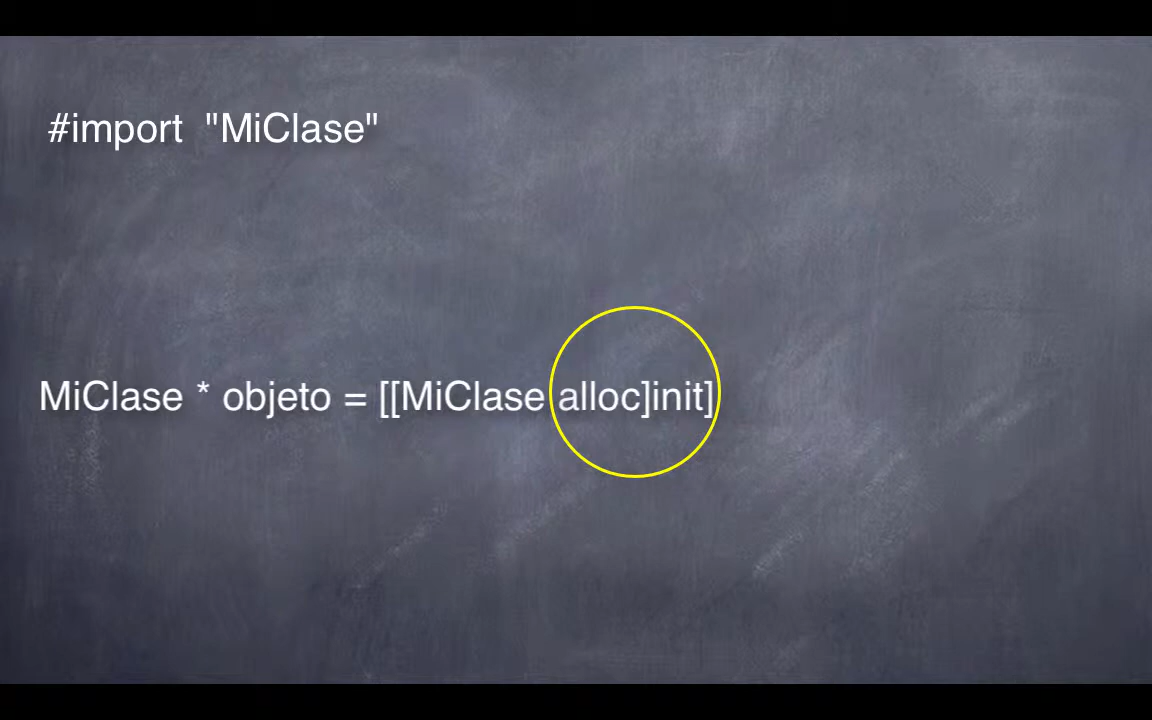 #import "MiClase"
MiClase * objeto = [[MiClase alloc]init]